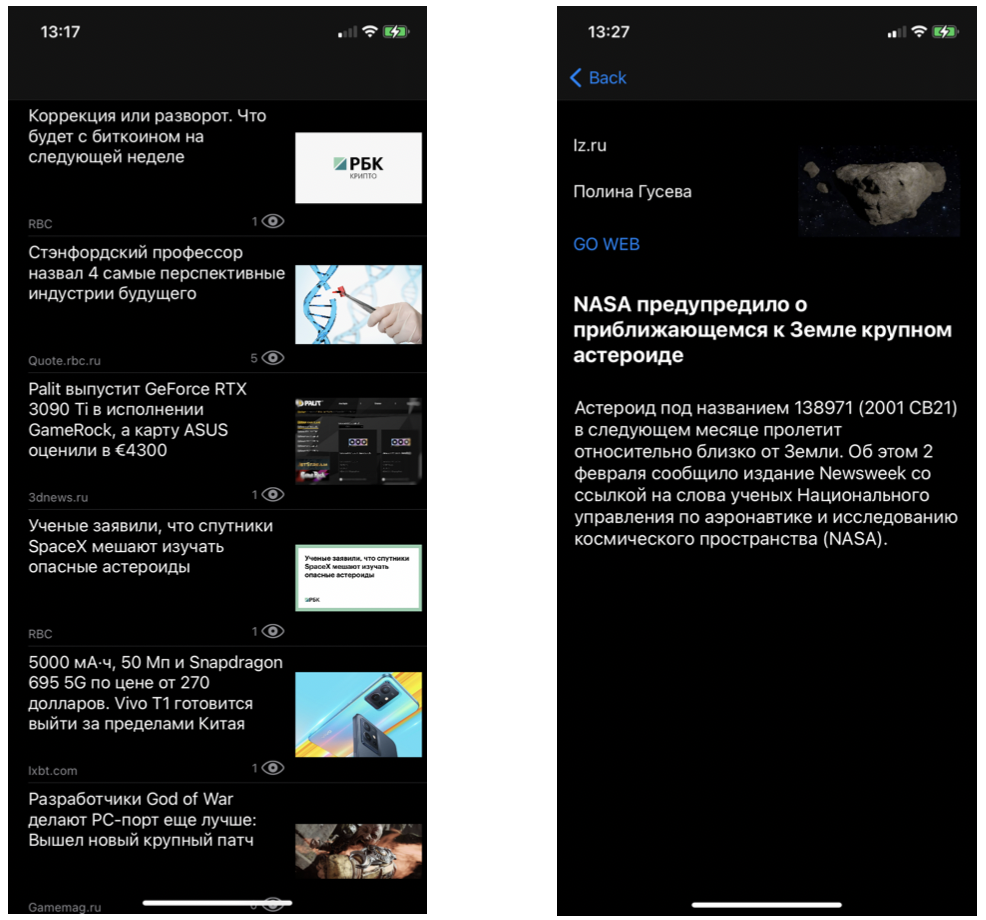 13:17
Коррекция или разворот. Что
будет с биткоином на
следующей неделе
РБК
КРИПТО
RBC
1
Стэнфордский профессор
назвал 4 самые перспективные
индустрии будущего
Quote.rbc.ru
5
Palit выпустит GeForce RTX
3090 Ti в исполнении
GameRock, а карту ASUS
оценили в €4300
PALIT
3dnews.ru
1
Ученые заявили, что спутники
SpaceX мешают изучать
опасные астероиды
Ученые заявили, что спутники
SpaceX мешают изучать
опасные астероиды
РБК
RBC
1
5000 мА·ч, 50 Мп и Snapdragon
695 5G по цене от 270
долларов. Vivo T1 готовится
выйти за пределами Китая
Ixbt.com
1
Разработчики God of War
делают PC-порт еще лучше:
Вышел новый крупный патч
Gamemag.ru
13:27
Back
Iz.ru
Полина Гусева
GO WEB
NASA предупредило о
приближающемся к Земле крупном
астероиде
Астероид под названием 138971 (2001 CB21)
в следующем месяце пролетит
относительно близко от Земли. Об этом 2
февраля сообщило издание Newsweek со
ссылкой на слова ученых Национального
управления по аэронавтике и исследованию
космического пространства (NASA).